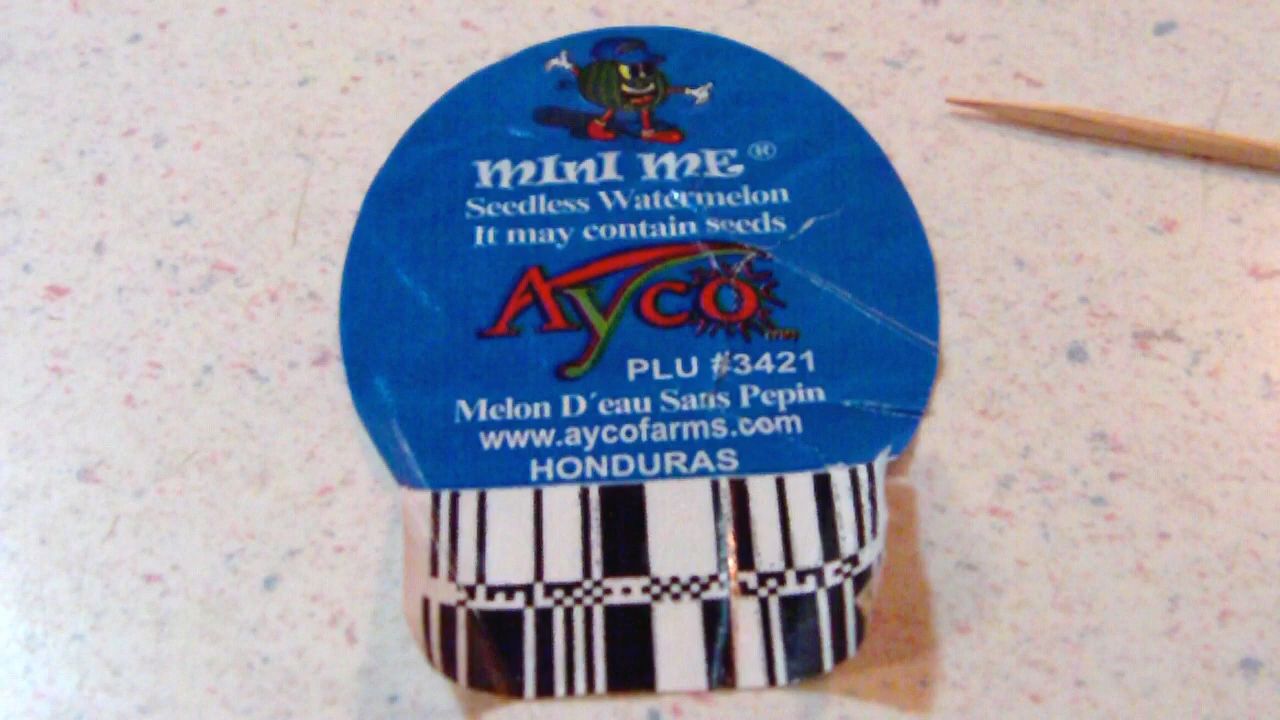 mInI mE®
Seedless Watermelon
It may contain seeds
Ayco
PLU #3421
Melon D´eau Sans Pepin
www.aycofarms.com
HONDURAS